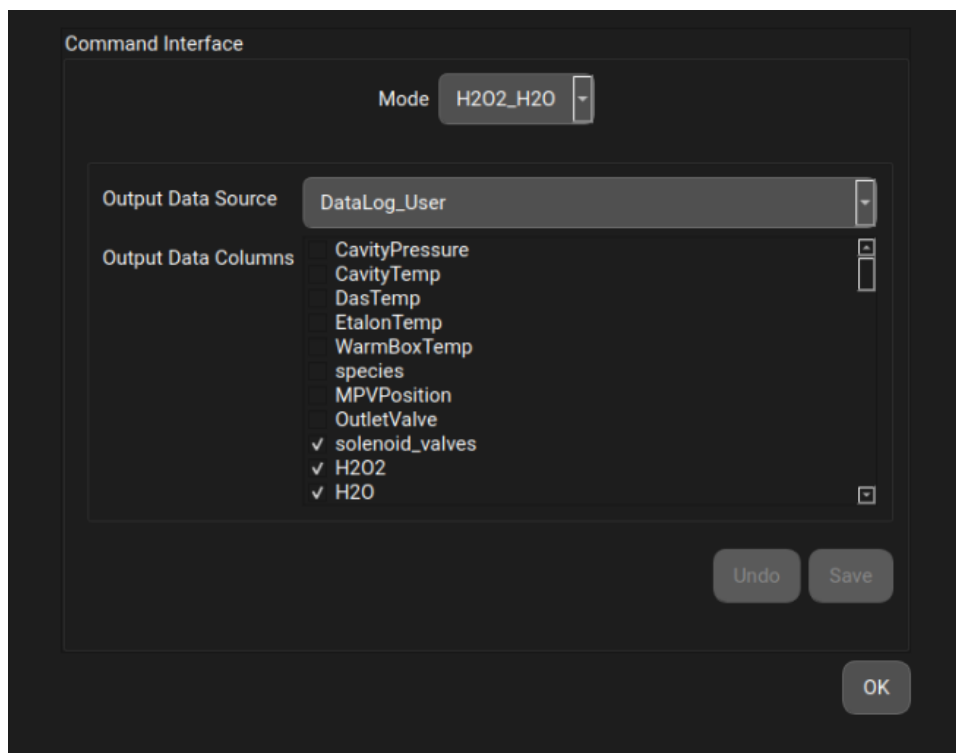 Command Interface
Mode H2O2_H2O
Output Data Source DataLog_User
Output Data Columns
CavityPressure
CavityTemp
DasTemp
EtalonTemp
WarmBoxTemp
species
MPVPosition
OutletValve
solenoid_valves
H2O2
H2O
Undo Save
OK